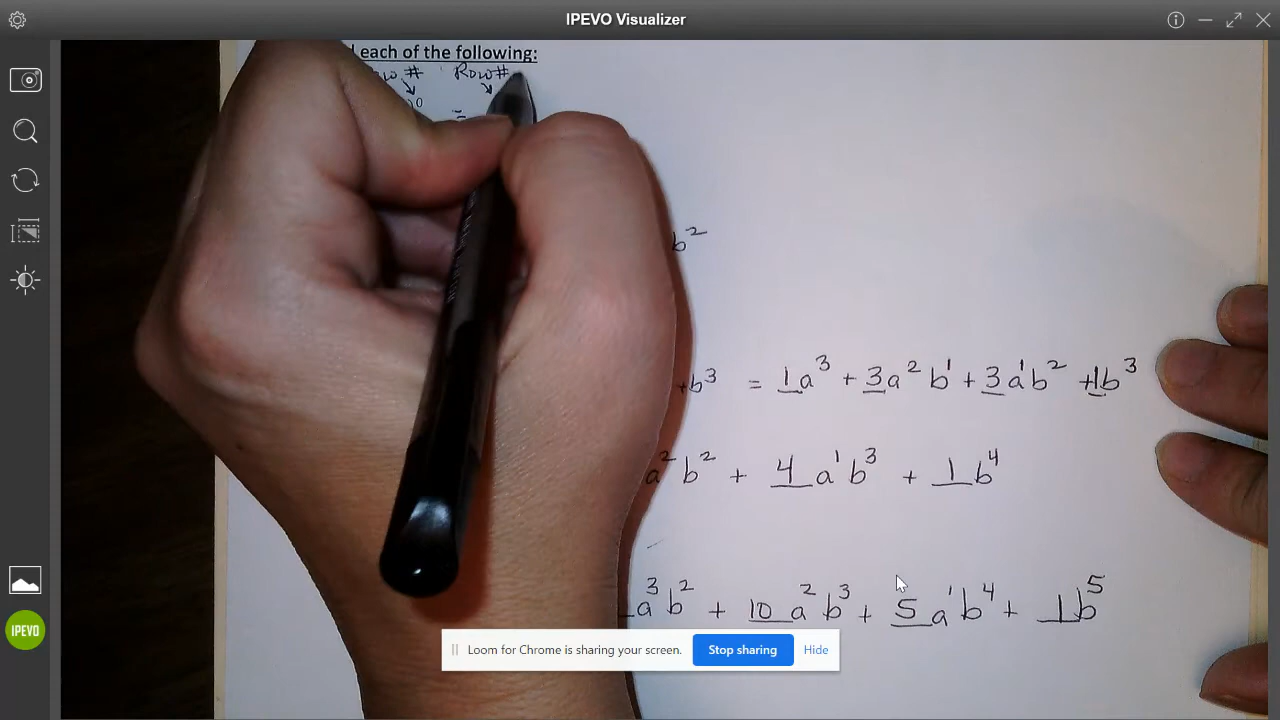 IPEVO Visualizer
each of the following:
# Row#
0
b²
+b³ = 1a³ + 3a²b¹ + 3a¹b² + 1b³
a²b² + 4a¹b³ + 1b⁴
a³b² + 10a²b³ + 5a¹b⁴ + 1b⁵
IPEVO
Loom for Chrome is sharing your screen. Stop sharing Hide